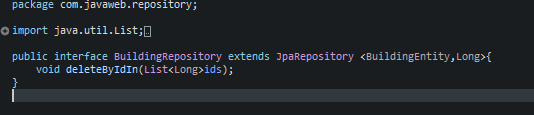 package com.javaweb.repository;
import java.util.List;
public interface BuildingRepository extends JpaRepository <BuildingEntity,Long>{
void deleteByIdIn(List<Long>ids);
}